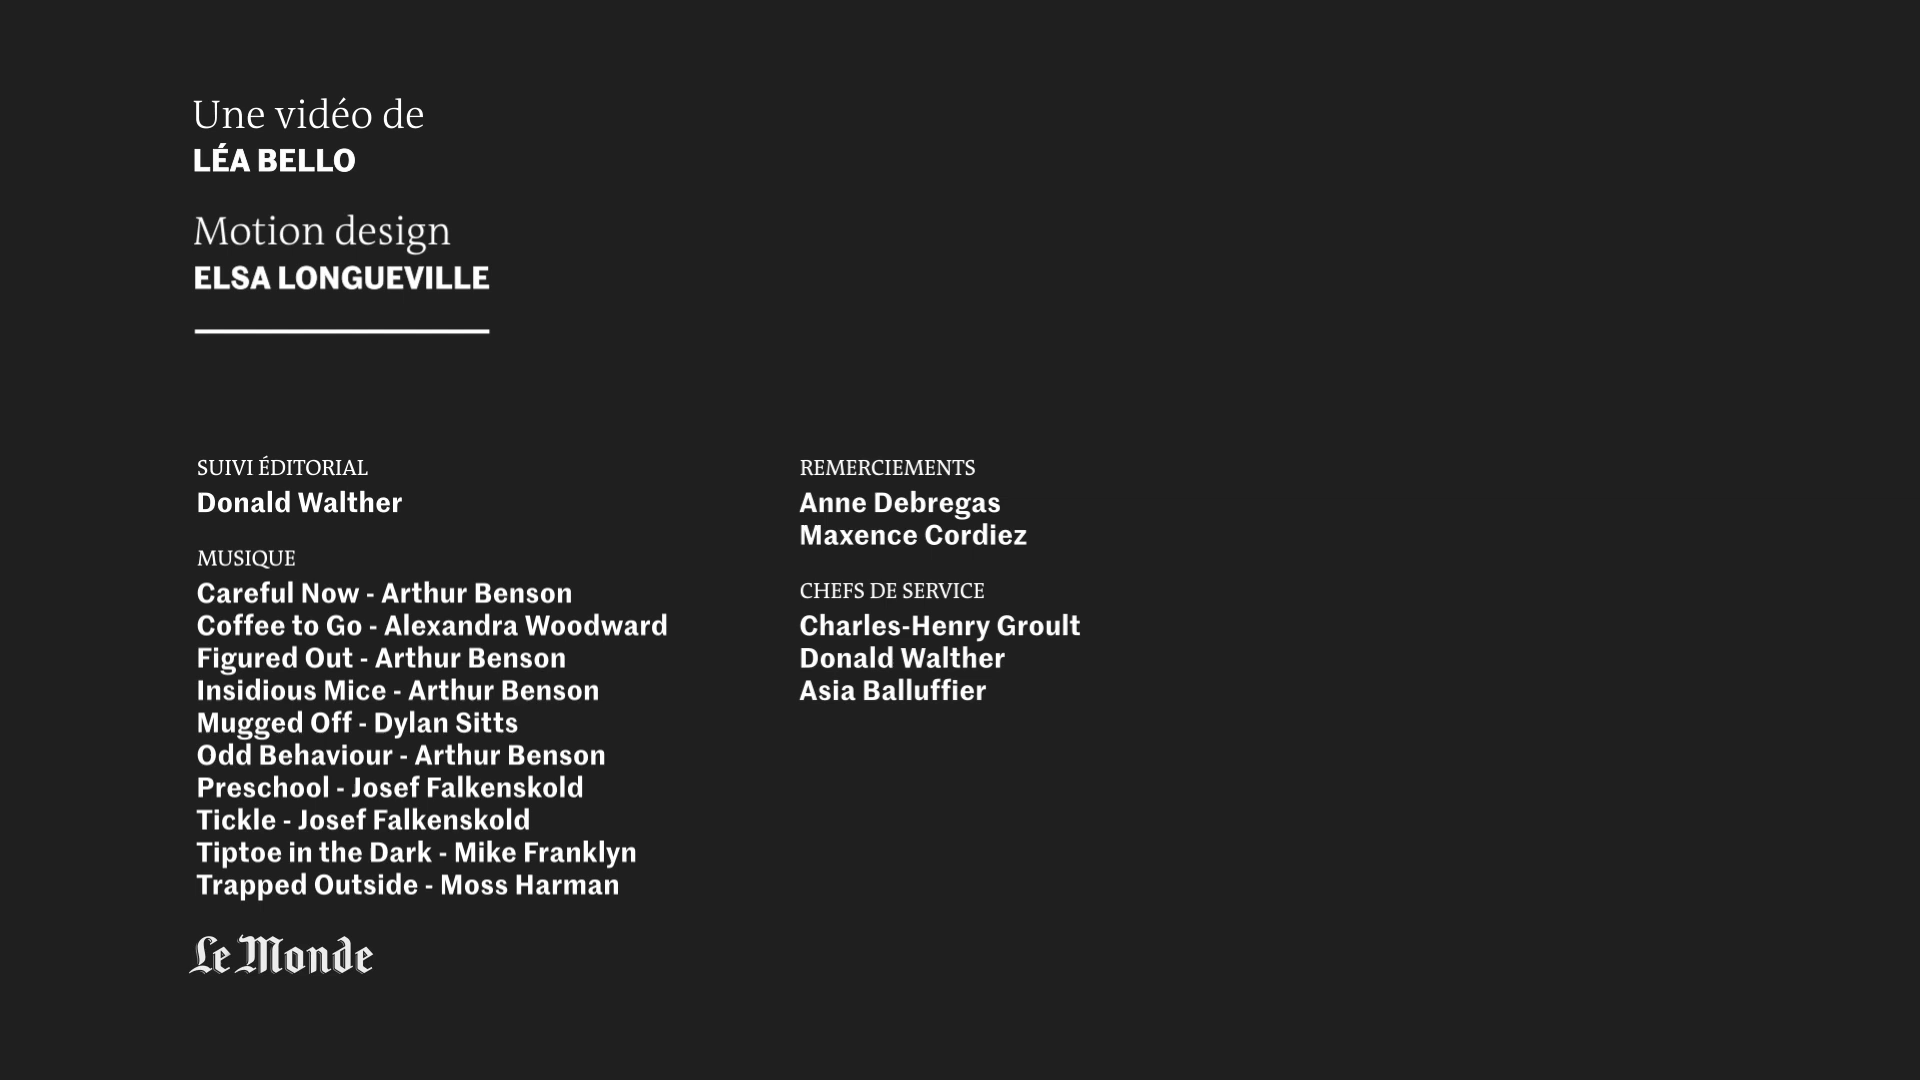 Une vidéo de
LÉA BELLO
Motion design
ELSA LONGUEVILLE
SUIVI ÉDITORIAL
Donald Walther
MUSIQUE
Careful Now - Arthur Benson
Coffee to Go - Alexandra Woodward
Figured Out - Arthur Benson
Insidious Mice - Arthur Benson
Mugged Off - Dylan Sitts
Odd Behaviour - Arthur Benson
Preschool - Josef Falkenskold
Tickle - Josef Falkenskold
Tiptoe in the Dark - Mike Franklyn
Trapped Outside - Moss Harman
REMERCIEMENTS
Anne Debregas
Maxence Cordiez
CHEFS DE SERVICE
Charles-Henry Groult
Donald Walther
Asia Balluffier
Le Monde